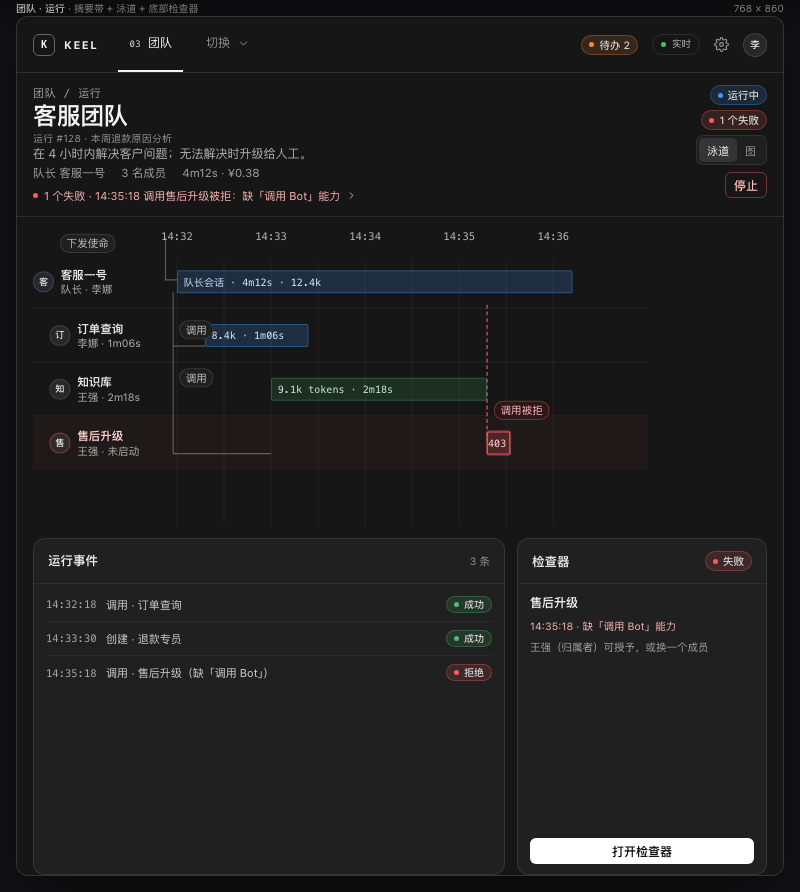 团队 · 运行 · 摘要带 + 泳道 + 底部检查器
768 × 860
K KEEL
03 团队
切换
待办 2
实时
李
团队 / 运行
客服团队
运行 #128 · 本周退款原因分析
在 4 小时内解决客户问题；无法解决时升级给人工。
队长 客服一号 3 名成员 4m12s · ¥0.38
1 个失败 · 14:35:18 调用售后升级被拒：缺「调用 Bot」能力
运行中
1 个失败
泳道 图
停止
下发使命
14:32 14:33 14:34 14:35 14:36
客 客服一号
队长 · 李娜
队长会话 · 4m12s · 12.4k
订 订单查询
李娜 · 1m06s
调用
8.4k · 1m06s
知 知识库
王强 · 2m18s
调用
9.1k tokens · 2m18s
调用被拒
售 售后升级
王强 · 未启动
403
运行事件
3 条
14:32:18 调用 · 订单查询 成功
14:33:30 创建 · 退款专员 成功
14:35:18 调用 · 售后升级（缺「调用 Bot」） 拒绝
检查器
失败
售后升级
14:35:18 · 缺「调用 Bot」能力
王强（归属者）可授予，或换一个成员
打开检查器